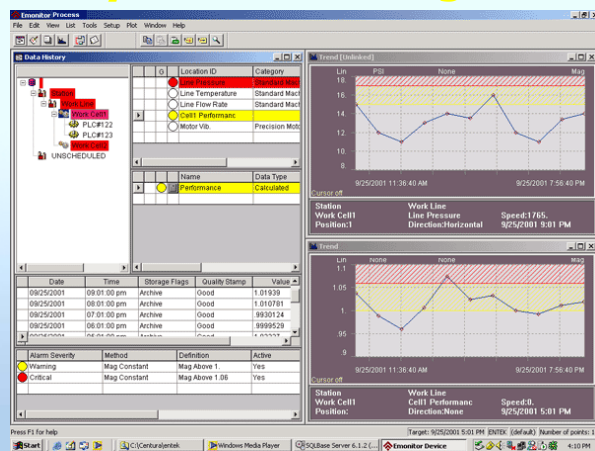 Emonitor Process
File Edit View List Tools Setup Plot Window Help
Data History
Station
Work Line
Work Cell1
PLC#122
PLC#123
Work Cell2
UNSCHEDULED
G Location ID Category
Line Pressure Standard Mach
Line Temperature Standard Mach
Line Flow Rate Standard Mach
Cell1 Performanc
Motor Vib. Precision Moto
Name Data Type
Performance Calculated
Date Time Storage Flags Quality Stamp Value
09/25/2001 09:01:00 pm Archive Good 1.01939
09/25/2001 08:01:00 pm Archive Good 1.010781
09/25/2001 07:01:00 pm Archive Good .9930124
09/25/2001 06:01:00 pm Archive Good .9999529
Alarm Severity Method Definition Active
Warning Mag Constant Mag Above 1. Yes
Critical Mag Constant Mag Above 1.06 Yes
Trend [Unlinked]
Lin PSI None Mag
18.
16.
14.
12.
10.
8.
9/25/2001 11:36:40 AM 9/25/2001 7:56:40 PM
Cursor off
Station Work Line
Work Cell1 Line Pressure Speed:1765.
Position:1 Direction:Horizontal 9/25/2001 9:01 PM
Trend
Lin None None Mag
1.1
1.05
1.
.95
.9
9/25/2001 11:36:40 AM 9/25/2001 7:56:40 PM
Cursor off
Station Work Line
Work Cell1 Cell1 Performanc Speed:0.
Position: Direction:None 9/25/2001 5:01 PM
Press F1 for help
Target: 9/25/2001 5:01 PM ENTEK (default) Number of points: 1
Start C:\Centura\entek Windows Media Player SQLBase Server 6.1.2 (... Emonitor Device 4:10 PM